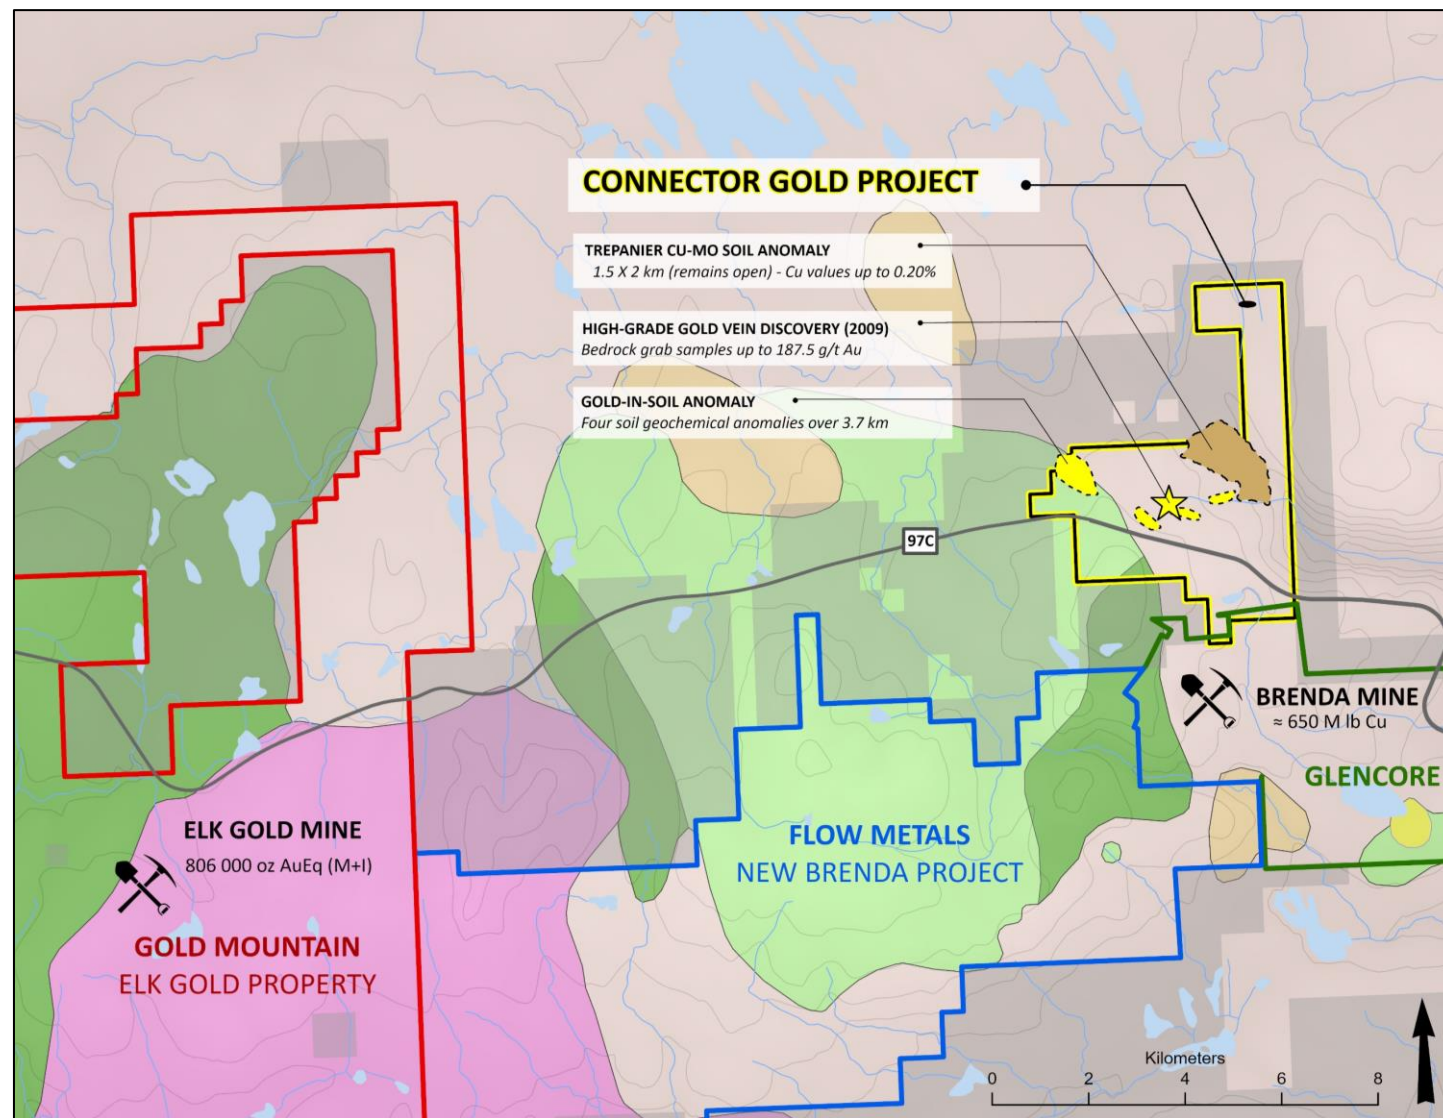 CONNECTOR GOLD PROJECT
TREPANIER CU-MO SOIL ANOMALY
1.5 X 2 km (remains open) - Cu values up to 0.20%
HIGH-GRADE GOLD VEIN DISCOVERY (2009)
Bedrock grab samples up to 187.5 g/t Au
GOLD-IN-SOIL ANOMALY
Four soil geochemical anomalies over 3.7 km
97C
BRENDA MINE
≈ 650 M lb Cu
GLENCORE
ELK GOLD MINE
806 000 oz AuEq (M+I)
GOLD MOUNTAIN
ELK GOLD PROPERTY
FLOW METALS
NEW BRENDA PROJECT
Kilometers
0 2 4 6 8